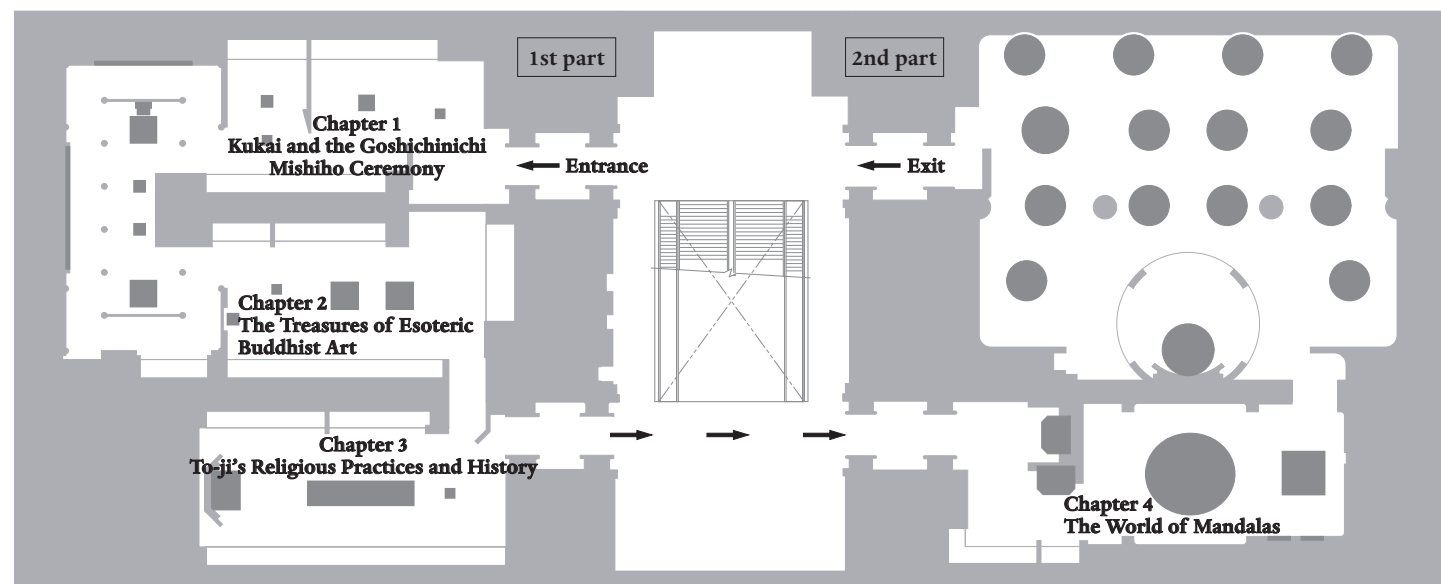 1st part
2nd part
Chapter 1
Kukai and the Goshichinichi
Mishiho Ceremony
Entrance
Exit
Chapter 2
The Treasures of Esoteric
Buddhist Art
Chapter 3
To-ji's Religious Practices and History
Chapter 4
The World of Mandalas